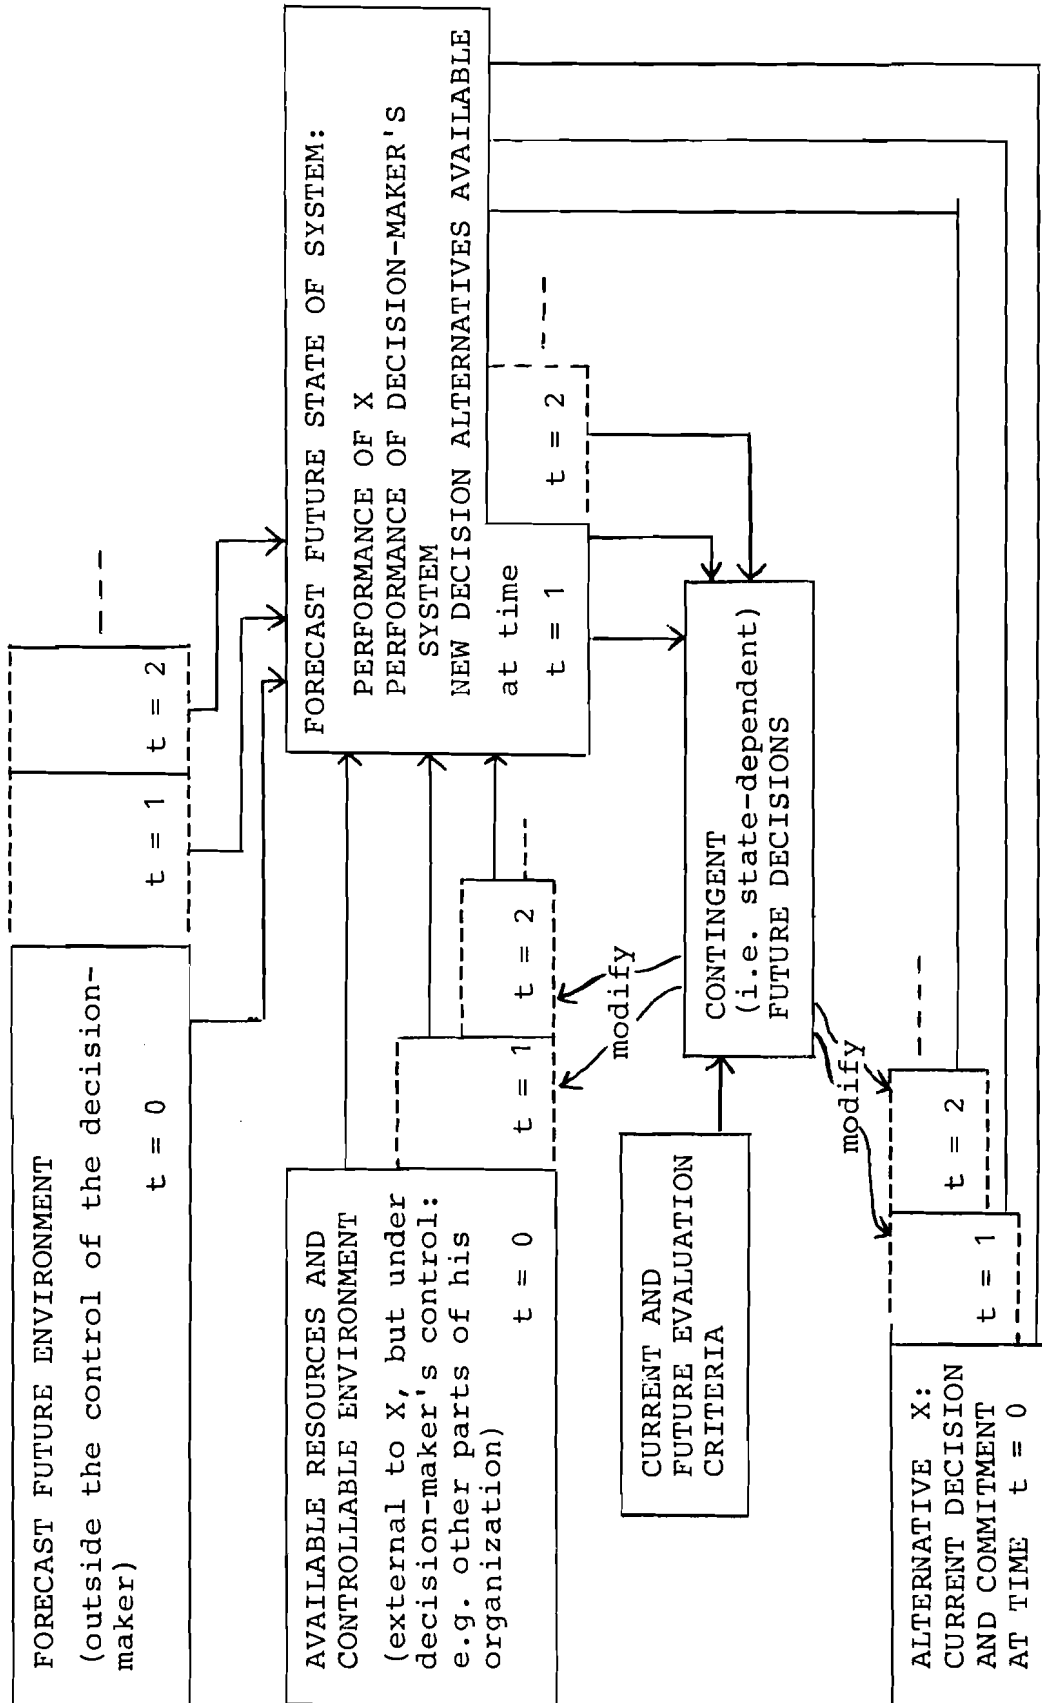 FORECAST FUTURE ENVIRONMENT
(outside the control of the decision-
maker)
t = 0
t = 1
t = 2
AVAILABLE RESOURCES AND
CONTROLLABLE ENVIRONMENT
(external to X, but under
decision-maker's control:
e.g. other parts of his
organization)
t = 0
t = 1
t = 2
FORECAST FUTURE STATE OF SYSTEM:
PERFORMANCE OF X
PERFORMANCE OF DECISION-MAKER'S
SYSTEM
NEW DECISION ALTERNATIVES AVAILABLE
at time
t = 1
t = 2
modify
CURRENT AND
FUTURE EVALUATION
CRITERIA
CONTINGENT
(i.e. state-dependent)
FUTURE DECISIONS
modify
ALTERNATIVE X:
CURRENT DECISION
AND COMMITMENT
AT TIME t = 0
t = 1
t = 2